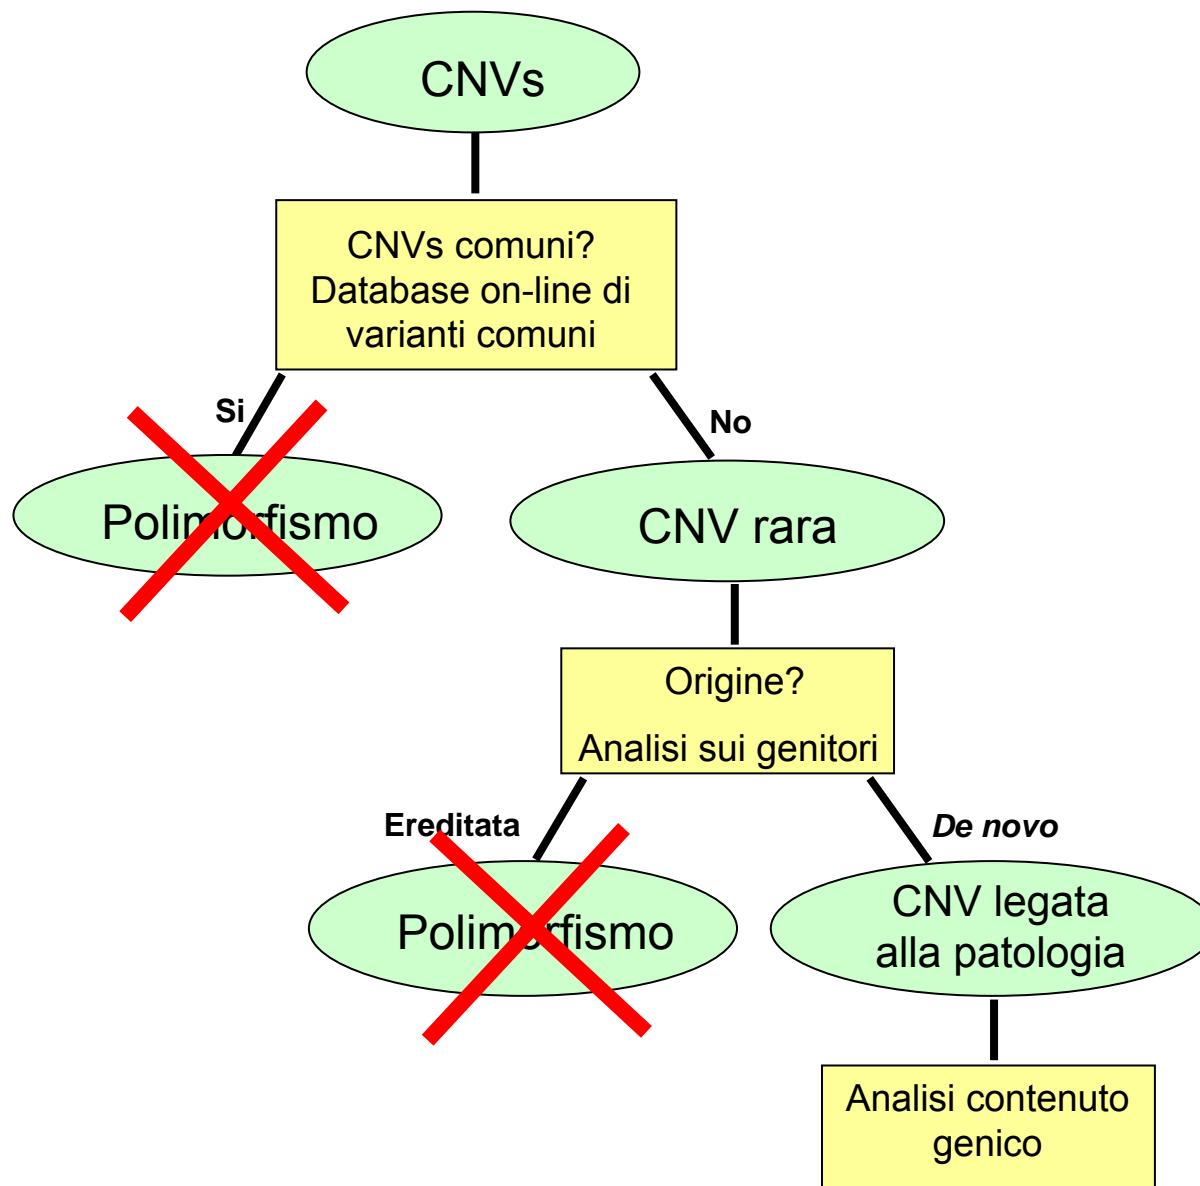 CNVs
CNVs comuni?
Database on-line di
varianti comuni
Si
No
Polimorfismo
CNV rara
Origine?
Analisi sui genitori
Ereditata
De novo
Polimorfismo
CNV legata
alla patologia
Analisi contenuto
genico